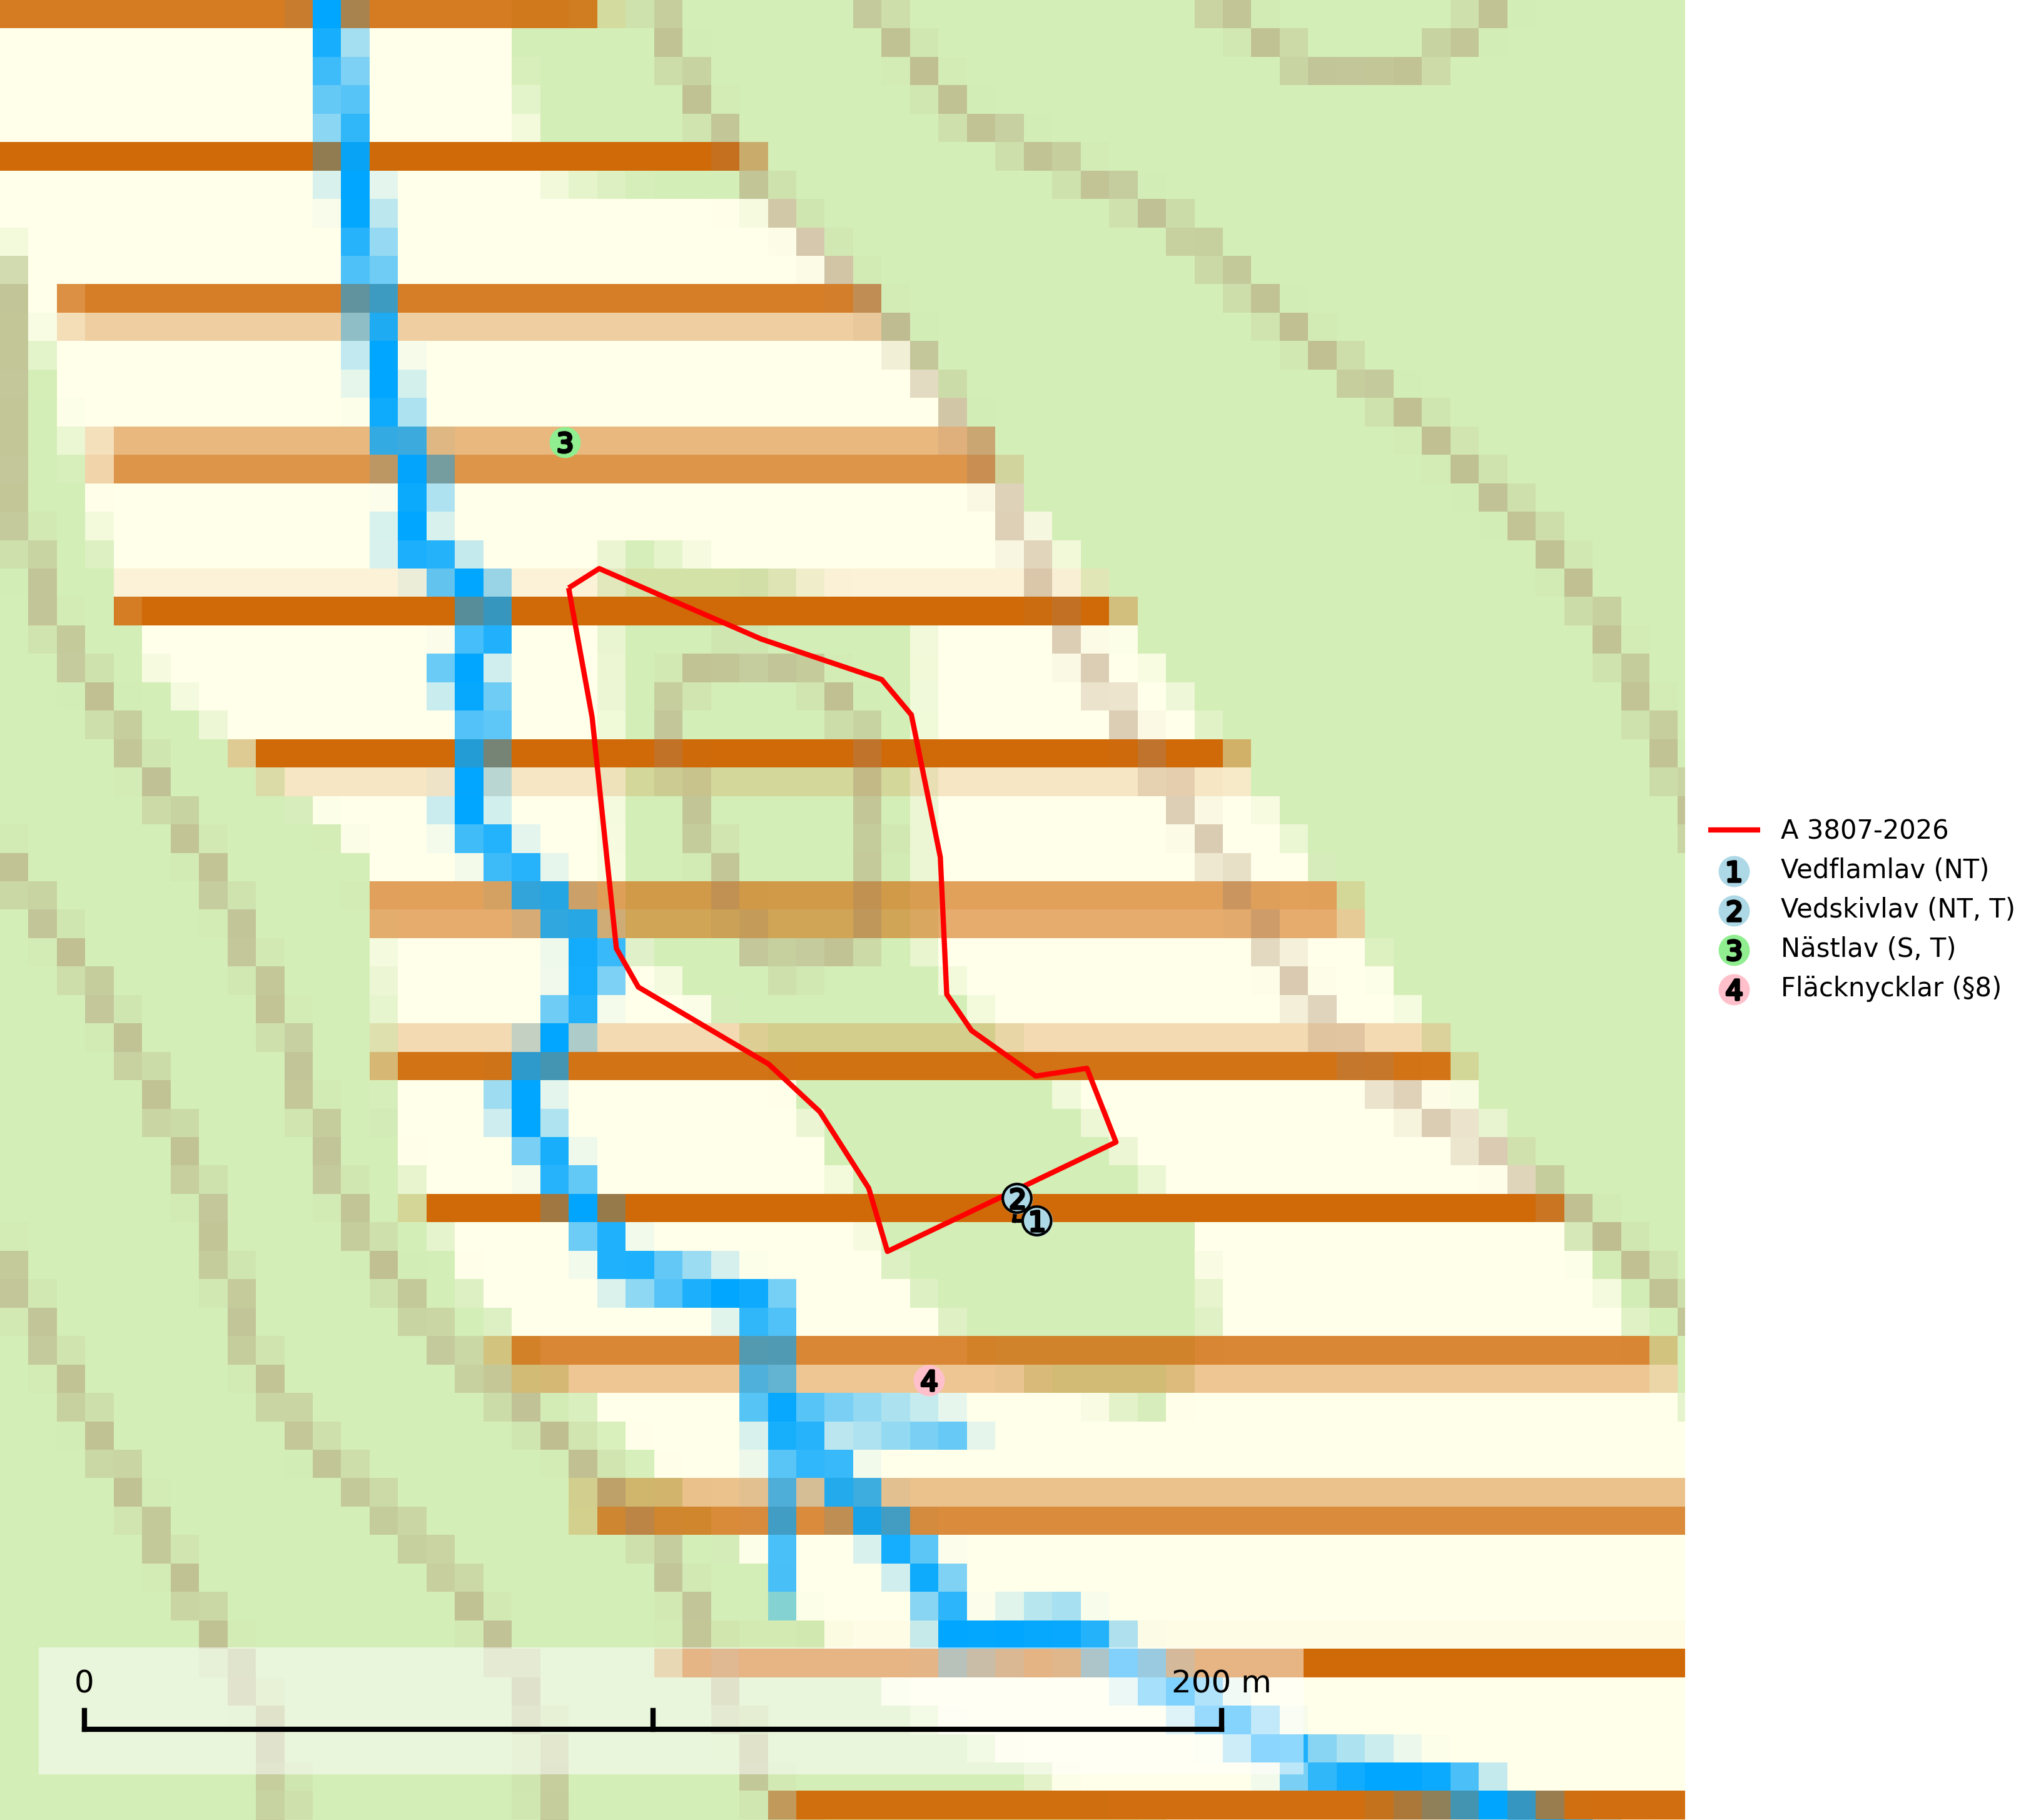 3
A 3807-2026
1 Vedflamlav (NT)
2 Vedskivlav (NT, T)
3 Nästlav (S, T)
4 Fläcknycklar (§8)
2
1
4
0 200 m